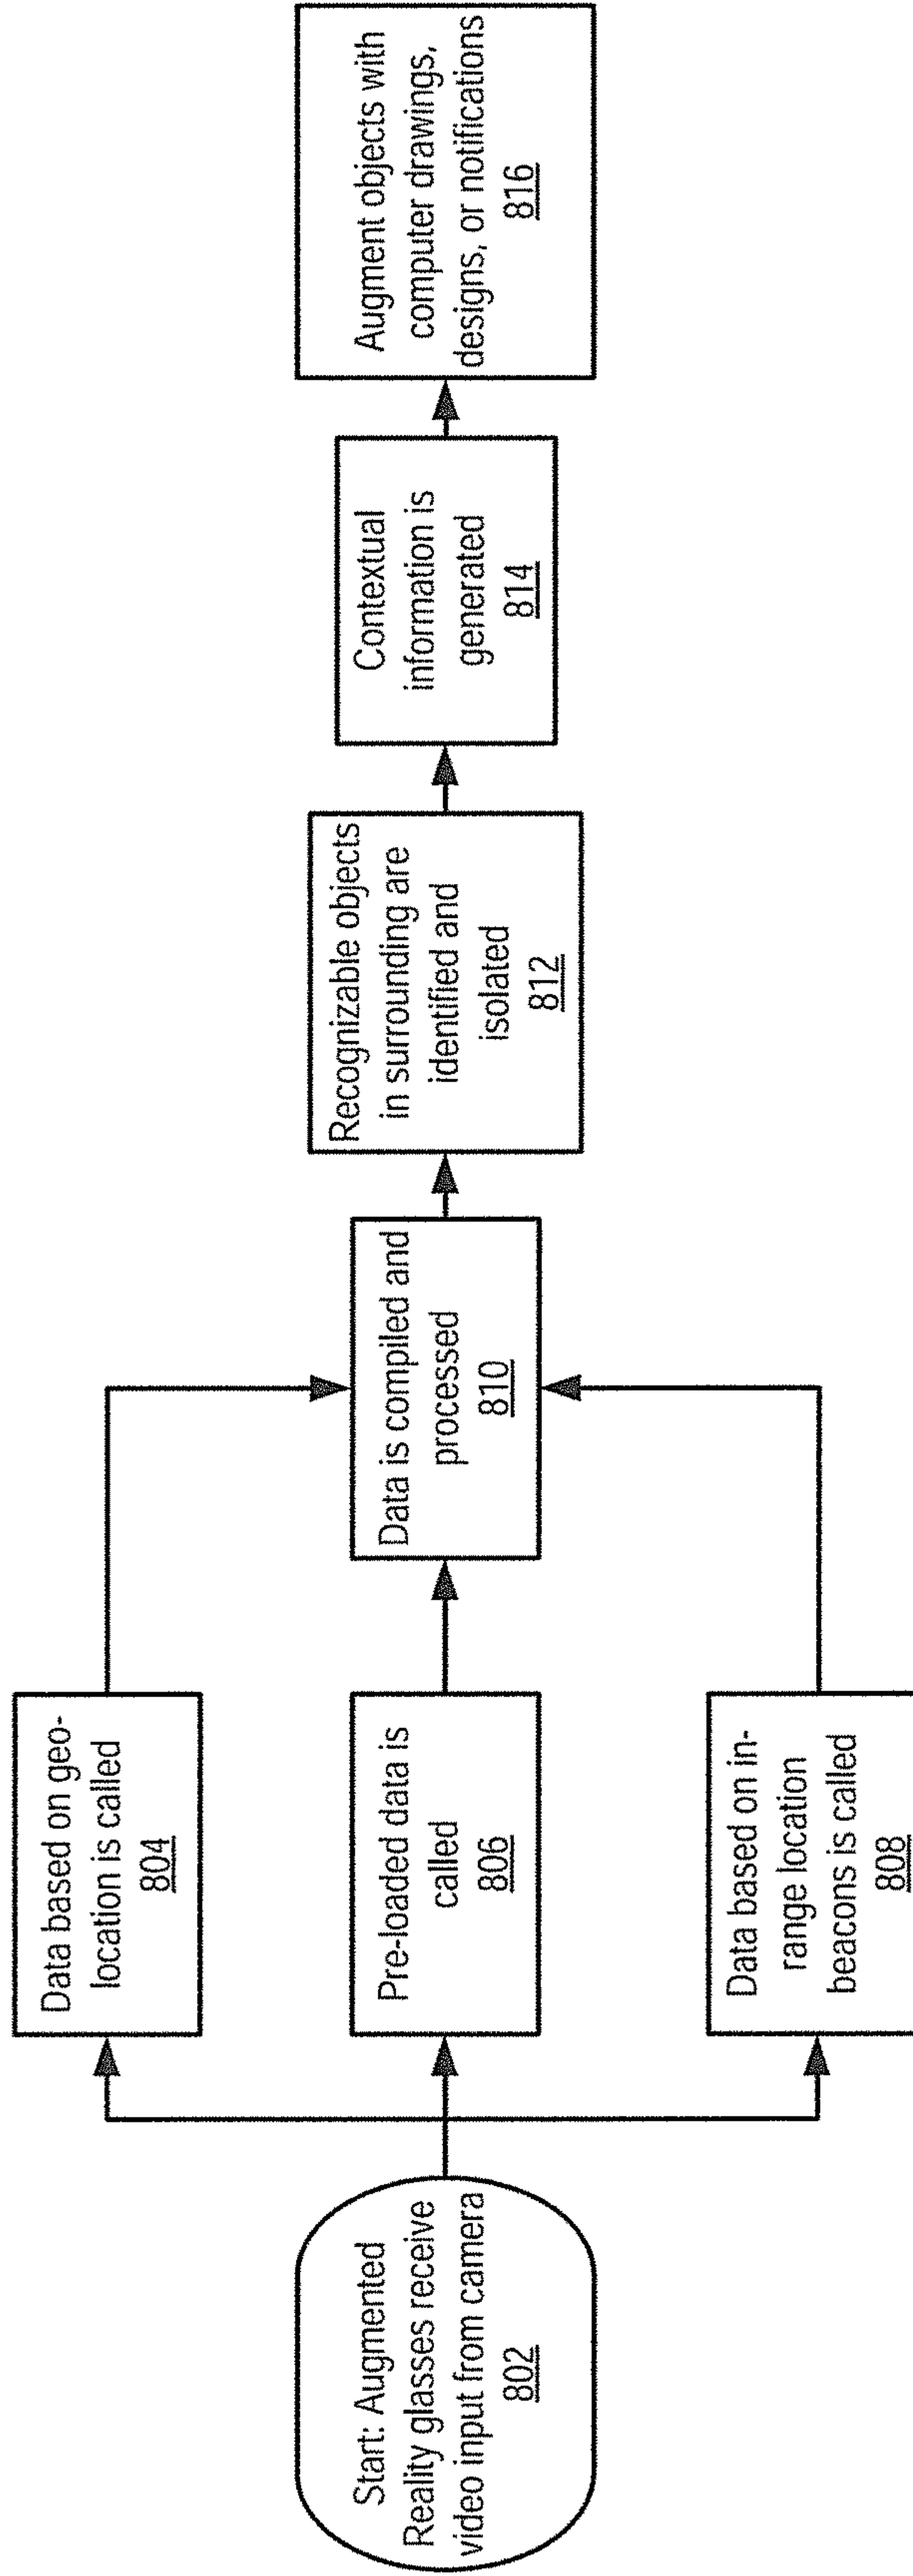 Start: Augmented
Reality glasses receive
video input from camera
802
Data based on geo-
location is called
804
Pre-loaded data is
called
806
Data based on in-
range location
beacons is called
808
Data is compiled and
processed
810
Recognizable objects
in surrounding are
identified and
isolated
812
Contextual
information is
generated
814
Augment objects with
computer drawings,
designs, or notifications
816